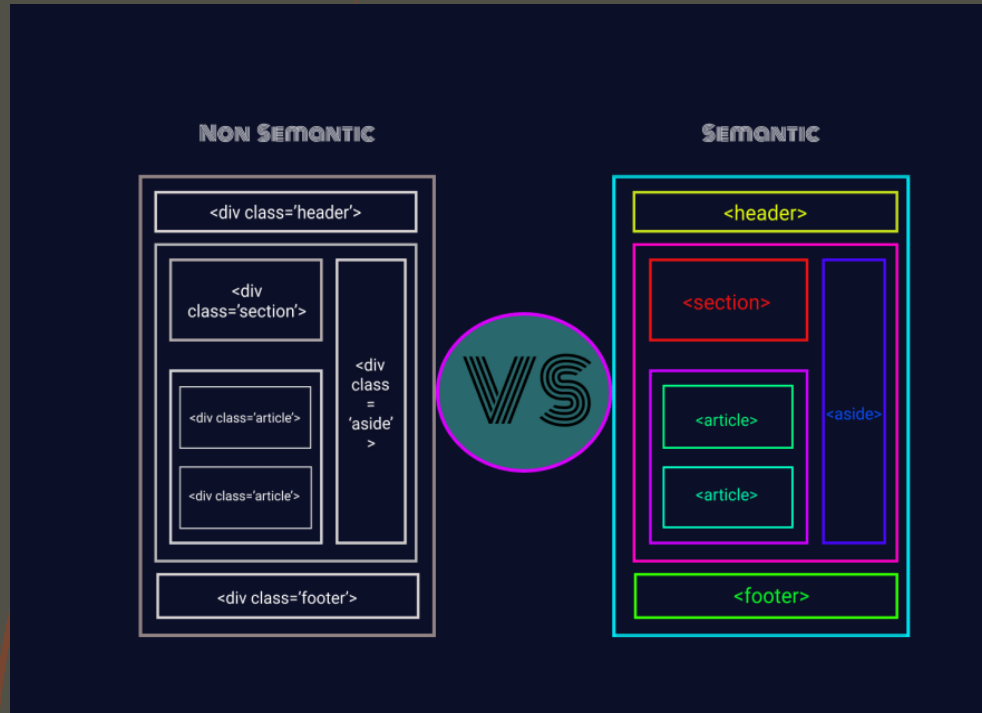 Non Semantic
<div class='header'>
<div
class='section'>
<div class='article'>
<div class='article'>
<div
class
=
'aside'
>
<div class='footer'>
VS
Semantic
<header>
<section>
<article>
<article>
<aside>
<footer>